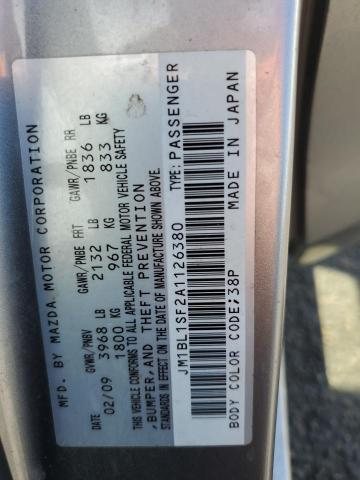 MFD. BY MAZDA MOTOR CORPORATION
DATE GVWR/PNBV GAWR/PNBE FRT GAWR/PNBE RR
02/09 3968 LB 2132 LB 1836 LB
1800 KG 967 KG 833 KG
THIS VEHICLE CONFORMS TO ALL APPLICABLE FEDERAL MOTOR VEHICLE SAFETY
,BUMPER, AND THEFT PREVENTION
STANDARDS IN EFFECT ON THE DATE OF MANUFACTURE SHOWN ABOVE
JM1BL1SF2A1126380 TYPE: PASSENGER
BODY COLOR CODE;38P MADE IN JAPAN